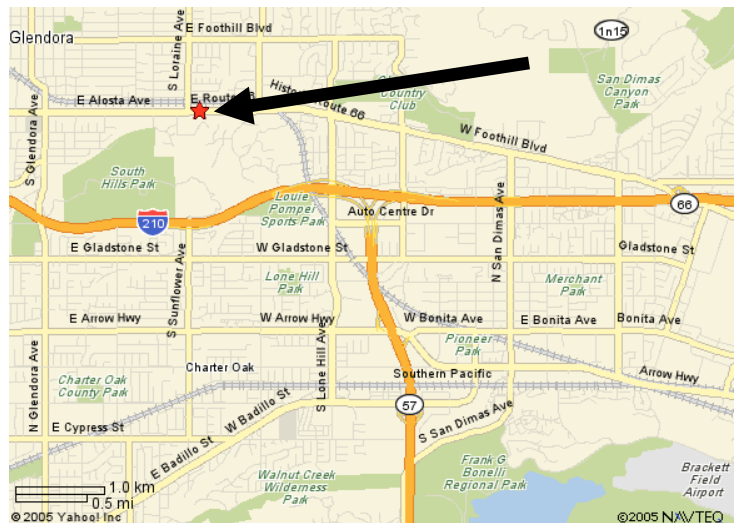 E Foothill Blvd
Glendora
S Loraine Ave
1n15
San Dimas
Canyon
Park
E Alosta Ave
E Route
Historic Route 66
Country
Club
W Foothill Blvd
S Glendora Ave
South
Hills Park
Louie
Pomper
Sports Park
Auto Centre Dr
N San Dimas Ave
66
210
E Gladstone St
W Gladstone St
Gladstone St
S Sunflower Ave
Lone Hill
Park
Merchant
Park
E Arrow Hwy
W Arrow Hwy
W Bonita Ave
E Bonita Ave
Bonita Ave
S Lone Hill Ave
Pioneer
Park
N Glendora Ave
Charter Oak
Southern Pacific
Arrow Hwy
Charter Oak
County Park
57
W Badillo St
S San Dimas Ave
E Cypress St
E Badillo St
Walnut Creek
Wilderness
Park
Frank G
Bonelli
Regional Park
Brackett
Field
Airport
1.0 km
0.5 mi
©2005 Yahoo! Inc
©2005 NAVTEQ